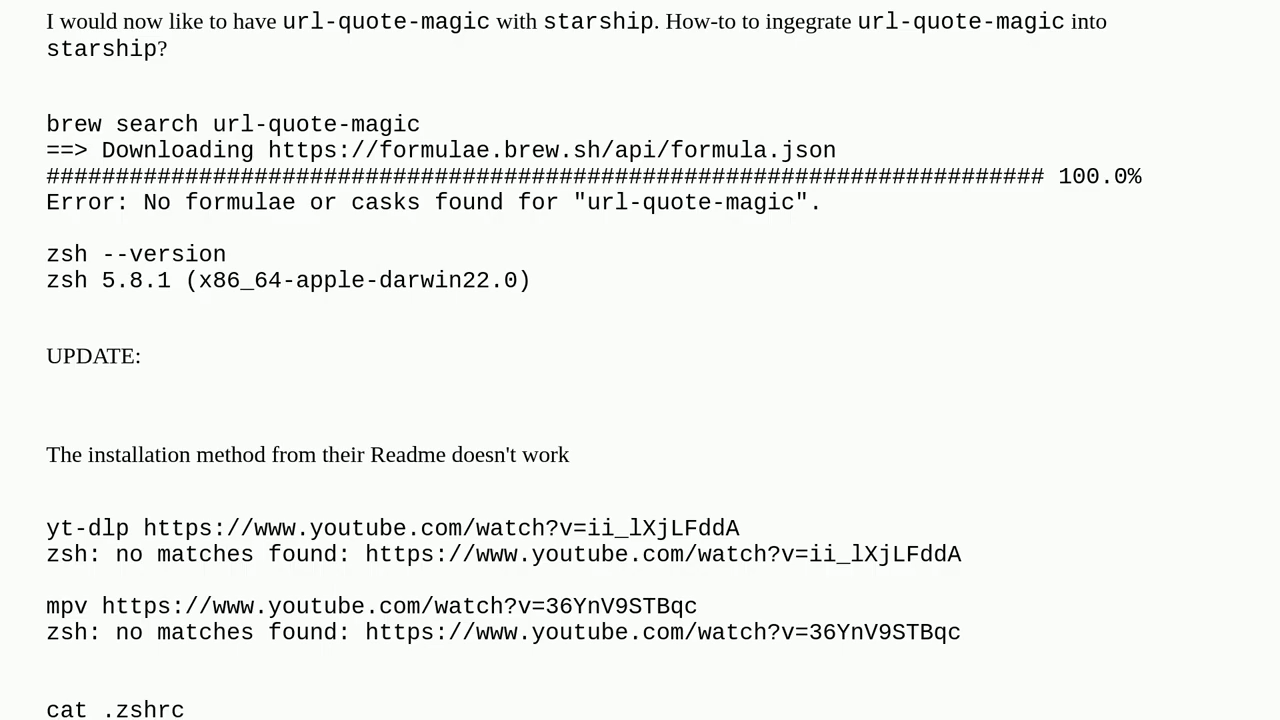 I would now like to have url-quote-magic with starship. How-to to ingegrate url-quote-magic into
starship?
brew search url-quote-magic
==> Downloading https://formulae.brew.sh/api/formula.json
######################################################################## 100.0%
Error: No formulae or casks found for "url-quote-magic".
zsh --version
zsh 5.8.1 (x86_64-apple-darwin22.0)
UPDATE:
The installation method from their Readme doesn't work
yt-dlp https://www.youtube.com/watch?v=ii_lXjLFddA
zsh: no matches found: https://www.youtube.com/watch?v=ii_lXjLFddA
mpv https://www.youtube.com/watch?v=36YnV9STBqc
zsh: no matches found: https://www.youtube.com/watch?v=36YnV9STBqc
cat .zshrc